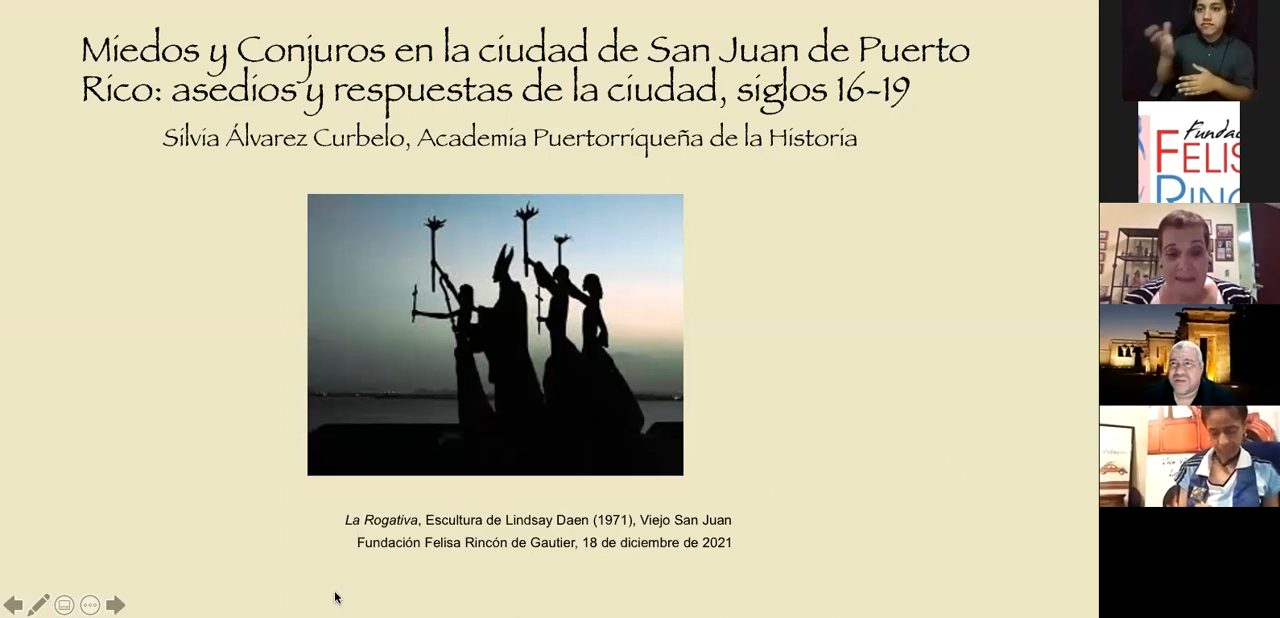 Miedos y Conjuros en la ciudad de San Juan de Puerto
Rico: asedios y respuestas de la ciudad, siglos 16-19
Silvia Álvarez Curbelo, Academia Puertorriqueña de la Historia
La Rogativa, Escultura de Lindsay Daen (1971), Viejo San Juan
Fundación Felisa Rincón de Gautier, 18 de diciembre de 2021
Fundac
FELIS
RINC